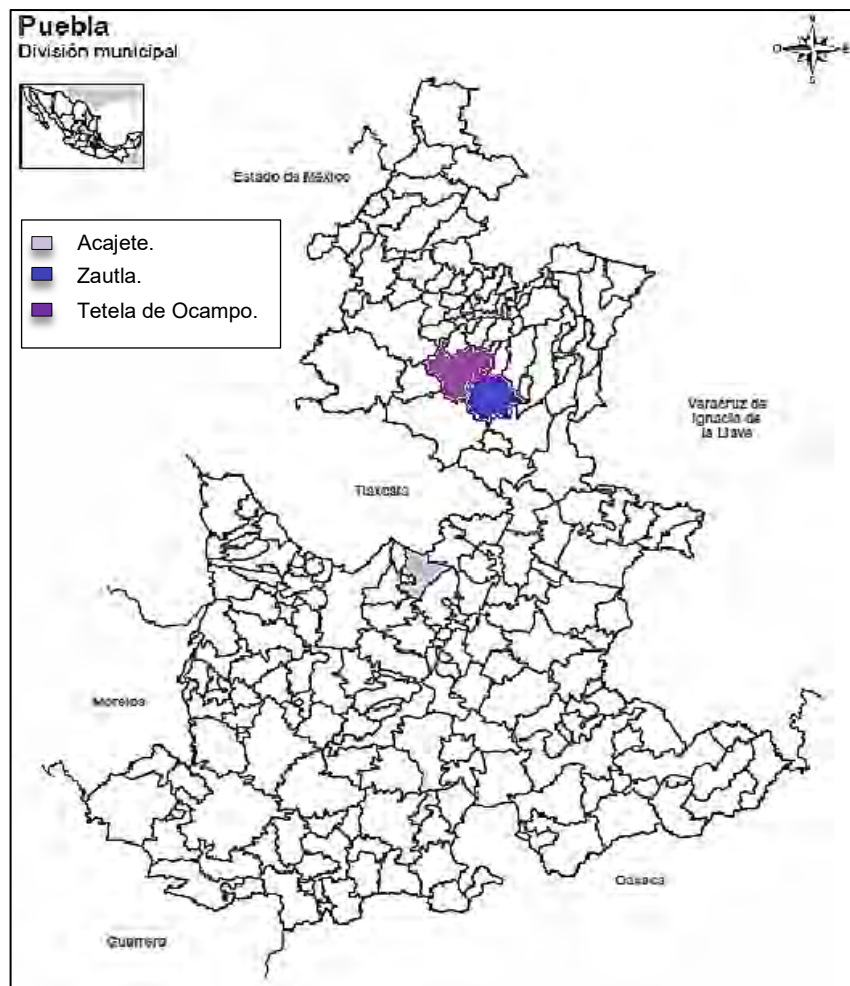 Puebla
División municipal
N
O
E
S
Estado de México
Acajete.
Zautla.
Tetela de Ocampo.
Veracruz de
Ignacio de
la Llave
Tlaxcala
Morelos
Oaxaca
Guerrero